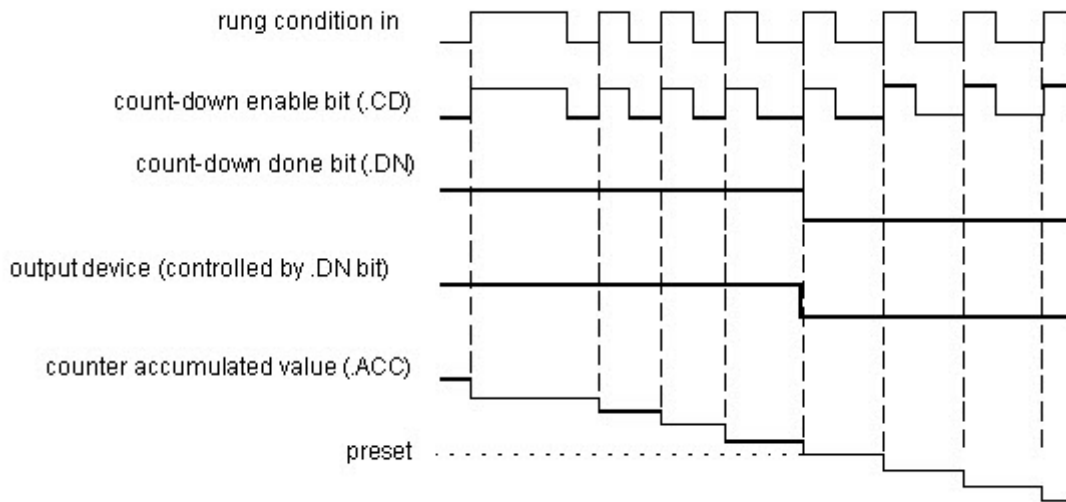 rung condition in
count-down enable bit (.CD)
count-down done bit (.DN)
output device (controlled by .DN bit)
counter accumulated value (.ACC)
preset